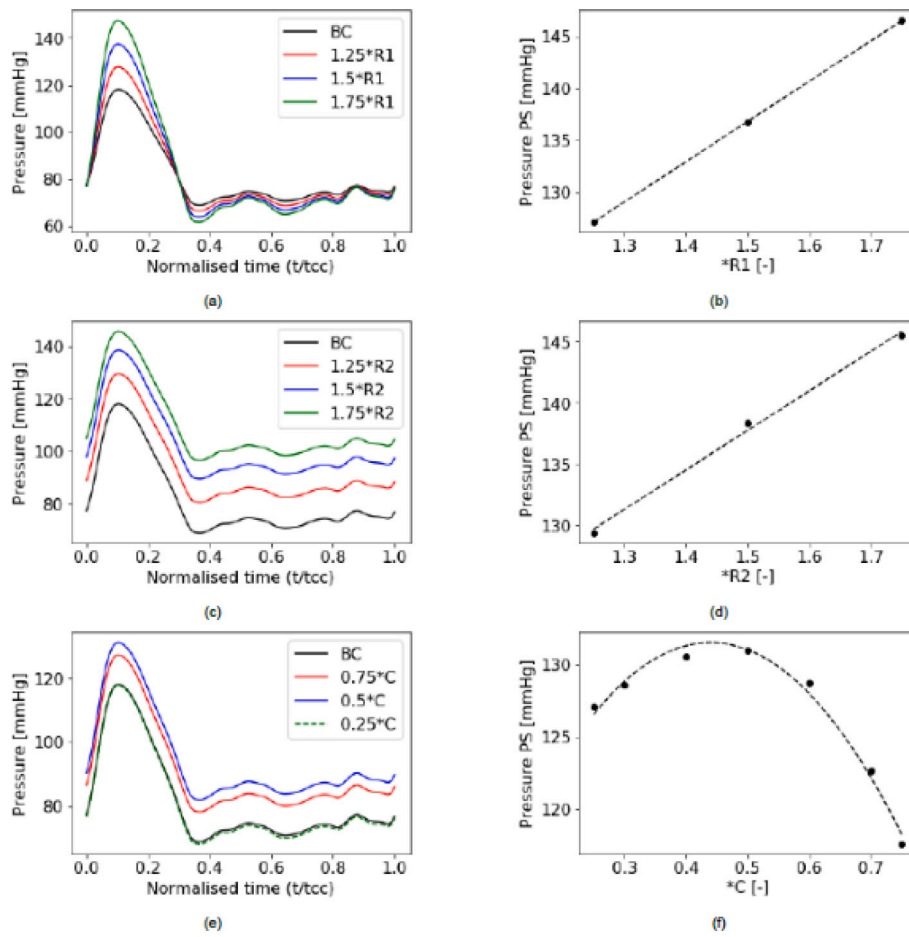 Pressure [mmHg]
140
120
100
80
60
BC
1.25*R1
1.5*R1
1.75*R1
0.0 0.2 0.4 0.6 0.8 1.0
Normalised time (t/tcc)
(a)
Pressure PS [mmHg]
145
140
135
130
1.3 1.4 1.5 1.6 1.7
*R1 [-]
(b)
Pressure [mmHg]
140
120
100
80
BC
1.25*R2
1.5*R2
1.75*R2
0.0 0.2 0.4 0.6 0.8 1.0
Normalised time (t/tcc)
(c)
Pressure PS [mmHg]
145
140
135
130
1.3 1.4 1.5 1.6 1.7
*R2 [-]
(d)
Pressure [mmHg]
120
100
80
BC
0.75*C
0.5*C
0.25*C
0.0 0.2 0.4 0.6 0.8 1.0
Normalised time (t/tcc)
(e)
Pressure PS [mmHg]
130
125
120
0.3 0.4 0.5 0.6 0.7
*C [-]
(f)